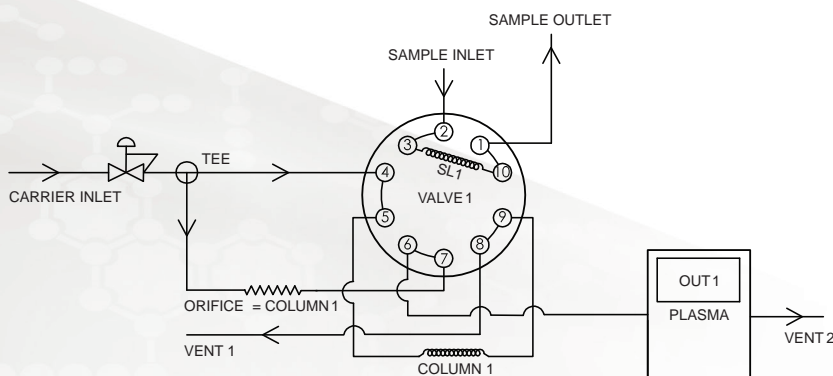 SAMPLE OUTLET
SAMPLE INLET
2
3
1
SL1
10
TEE
4
CARRIER INLET
VALVE 1
5
9
6
8
7
OUT 1
ORIFICE = COLUMN 1
PLASMA
VENT 1
VENT 2
COLUMN 1